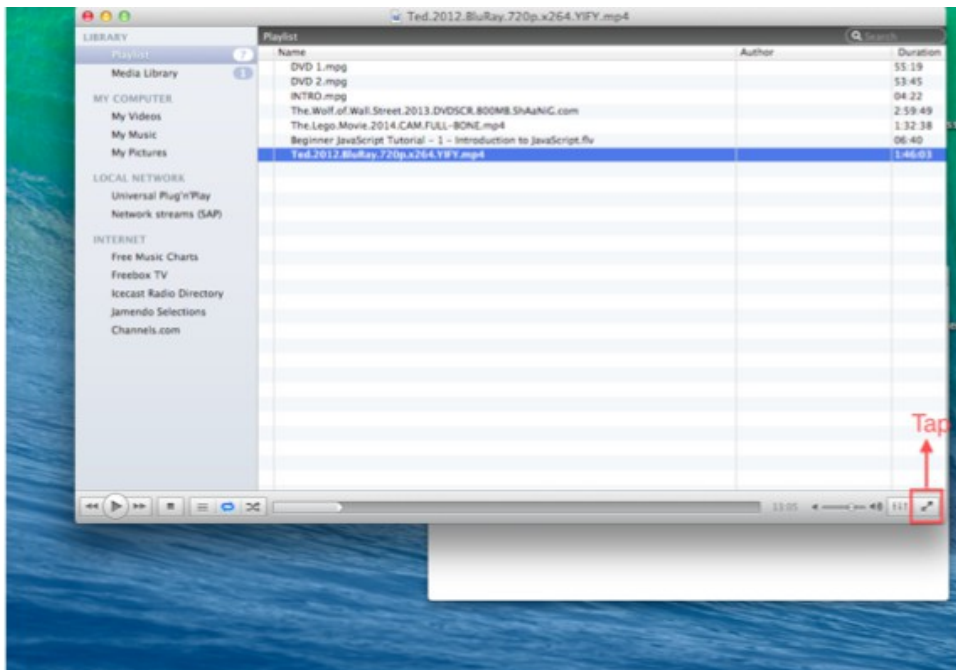 Ted.2012.BluRay.720p.x264.YIFY.mp4
LIBRARY
Playlist 7
Media Library 1
MY COMPUTER
My Videos
My Music
My Pictures
LOCAL NETWORK
Universal Plug'n'Play
Network streams (SAP)
INTERNET
Free Music Charts
Freebox TV
Icecast Radio Directory
Jamendo Selections
Channels.com
Playlist Search
Name Author Duration
DVD 1.mpg 55:19
DVD 2.mpg 53:45
INTRO.mpg 04:22
The.Wolf.of.Wall.Street.2013.DVDSCR.800MB.ShAaNiG.com 2:59:49
The.Lego.Movie.2014.CAM.FULL-BONE.mp4 1:32:38
Beginner JavaScript Tutorial - 1 - Introduction to JavaScript.flv 06:40
Ted.2012.BluRay.720p.x264.YIFY.mp4 1:46:03
Tap
13:05